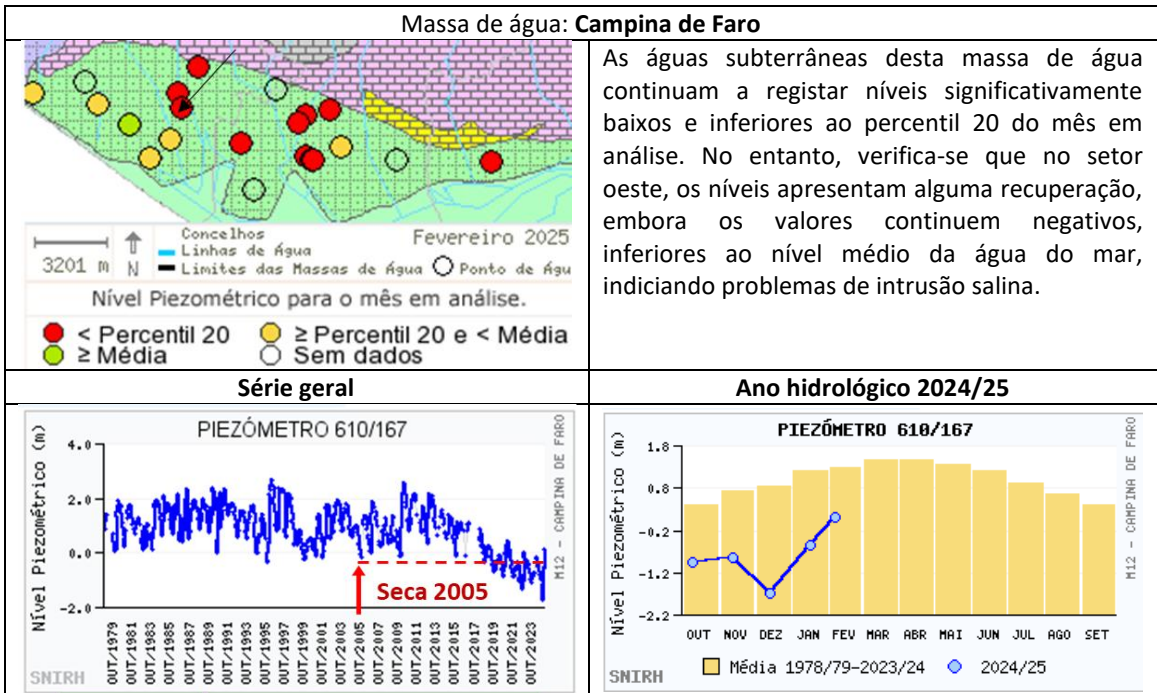 Massa de água: Campina de Faro
Concelhos
Linhas de Água
Limites das Massas de Água
Ponto de Águ
Fevereiro 2025
3201 m
N
Nível Piezométrico para o mês em análise.
< Percentil 20
≥ Percentil 20 e < Média
≥ Média
Sem dados
As águas subterrâneas desta massa de água
continuam a registar níveis significativamente
baixos e inferiores ao percentil 20 do mês em
análise. No entanto, verifica-se que no setor
oeste, os níveis apresentam alguma recuperação,
embora os valores continuem negativos,
inferiores ao nível médio da água do mar,
indiciando problemas de intrusão salina.
Série geral
PIEZÓMETRO 610/167
Nível Piezométrico (m)
4.0
2.0
0.0
-2.0
Seca 2005
OUT/1979
OUT/1981
OUT/1983
OUT/1985
OUT/1987
OUT/1989
OUT/1991
OUT/1993
OUT/1995
OUT/1997
OUT/1999
OUT/2001
OUT/2003
OUT/2005
OUT/2007
OUT/2009
OUT/2011
OUT/2013
OUT/2015
OUT/2017
OUT/2019
OUT/2021
OUT/2023
M12 - CAMPINA DE FARO
SNIRH
Ano hidrológico 2024/25
PIEZÓMETRO 610/167
Nível Piezométrico (m)
1.8
0.8
-0.2
-1.2
-2.2
OUT NOV DEZ JAN FEV MAR ABR MAI JUN JUL AGO SET
Média 1978/79-2023/24
2024/25
M12 - CAMPINA DE FARO
SNIRH